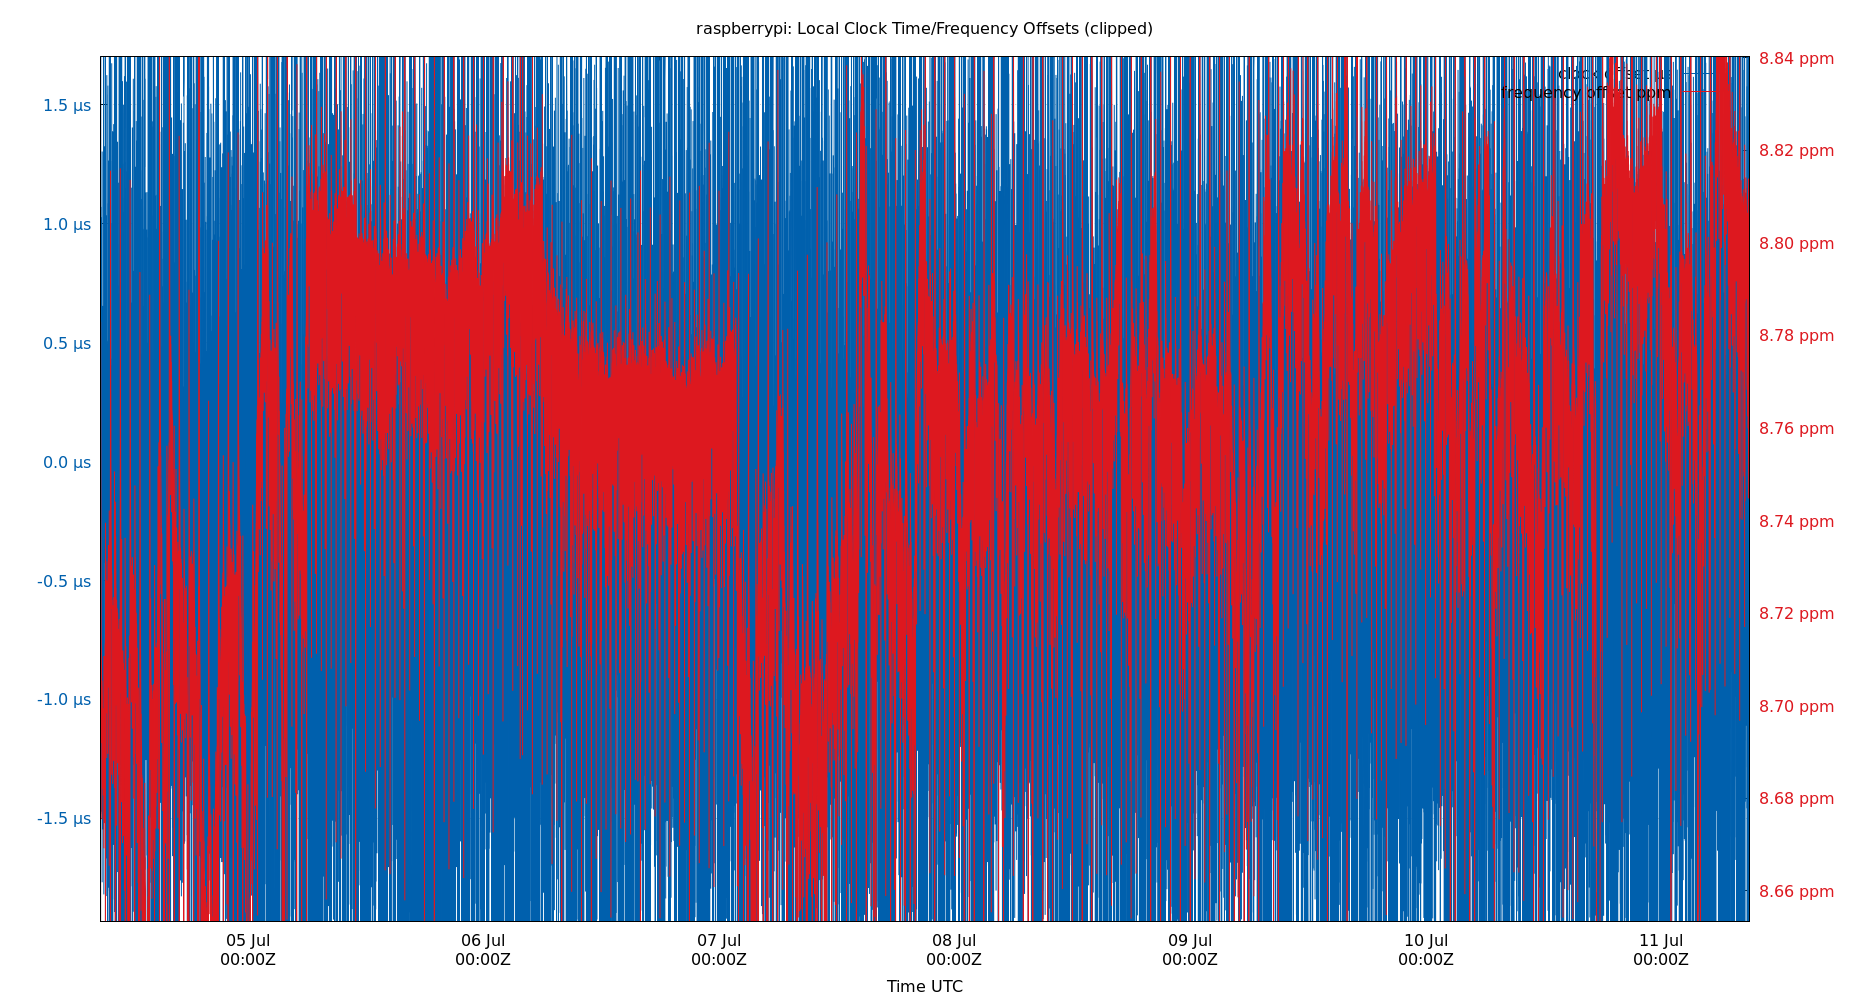 raspberrypi: Local Clock Time/Frequency Offsets (clipped)
clock offset µs
frequency offset ppm
1.5 µs
1.0 µs
0.5 µs
0.0 µs
-0.5 µs
-1.0 µs
-1.5 µs
8.84 ppm
8.82 ppm
8.80 ppm
8.78 ppm
8.76 ppm
8.74 ppm
8.72 ppm
8.70 ppm
8.68 ppm
8.66 ppm
05 Jul 06 Jul 07 Jul 08 Jul 09 Jul 10 Jul 11 Jul
00:00Z 00:00Z 00:00Z 00:00Z 00:00Z 00:00Z 00:00Z
Time UTC